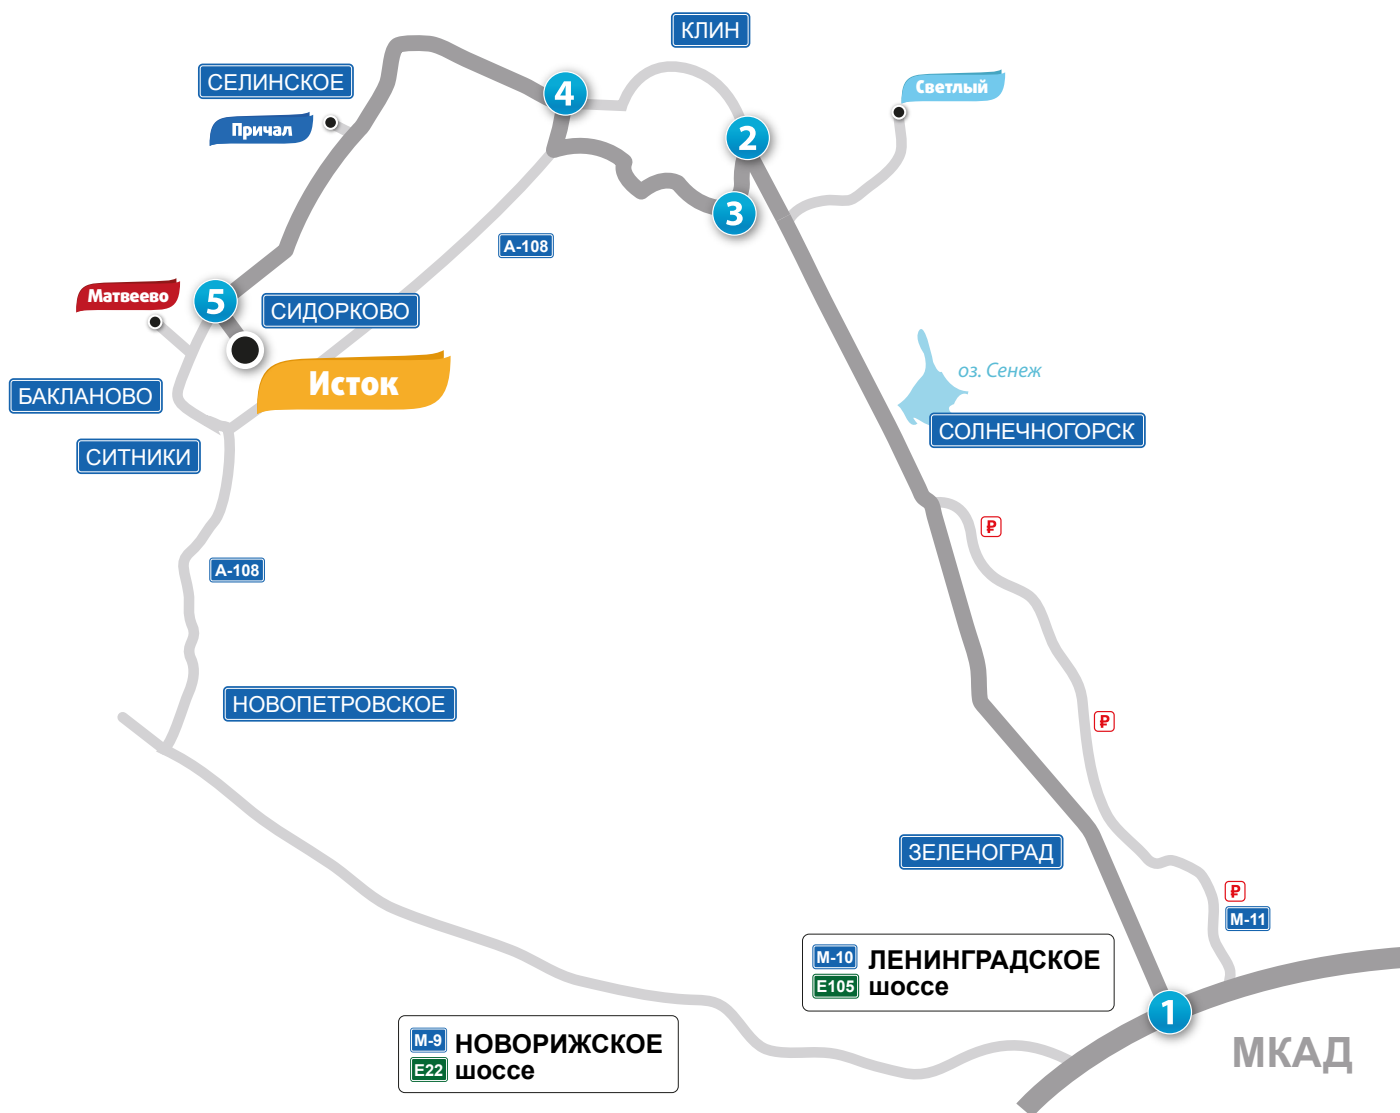 КЛИН
СЕЛИНСКОЕ
4
Светлый
Причал
2
3
А-108
Матвеево
5
СИДОРКОВО
Исток
оз. Сенеж
БАКЛАНОВО
СОЛНЕЧНОГОРСК
СИТНИКИ
₽
А-108
НОВОПЕТРОВСКОЕ
₽
ЗЕЛЕНОГРАД
₽
М-11
М-10 ЛЕНИНГРАДСКОЕ
Е105 шоссе
1
М-9 НОВОРИЖСКОЕ
Е22 шоссе
МКАД